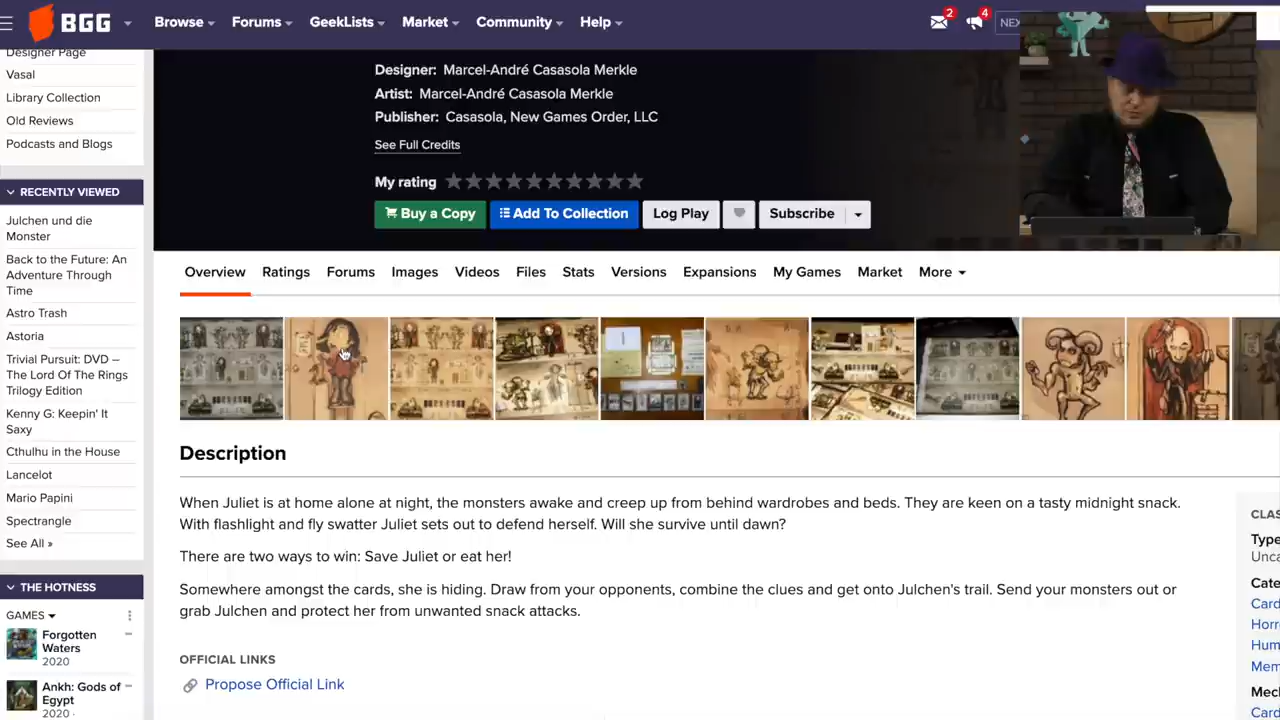 BGG
Browse
Forums
GeekLists
Market
Community
Help
2
4
NEX
Designer Page
Vasal
Library Collection
Old Reviews
Podcasts and Blogs
RECENTLY VIEWED
Julchen und die
Monster
Back to the Future: An
Adventure Through
Time
Astro Trash
Astoria
Trivial Pursuit: DVD –
The Lord Of The Rings
Trilogy Edition
Kenny G: Keepin' It
Saxy
Cthulhu in the House
Lancelot
Mario Papini
Spectrangle
See All »
THE HOTNESS
GAMES
Forgotten
Waters
2020
Ankh: Gods of
Egypt
2020
Designer: Marcel-André Casasola Merkle
Artist: Marcel-André Casasola Merkle
Publisher: Casasola, New Games Order, LLC
See Full Credits
My rating
Buy a Copy
Add To Collection
Log Play
Subscribe
Overview
Ratings
Forums
Images
Videos
Files
Stats
Versions
Expansions
My Games
Market
More
Description
When Juliet is at home alone at night, the monsters awake and creep up from behind wardrobes and beds. They are keen on a tasty midnight snack.
With flashlight and fly swatter Juliet sets out to defend herself. Will she survive until dawn?
There are two ways to win: Save Juliet or eat her!
Somewhere amongst the cards, she is hiding. Draw from your opponents, combine the clues and get onto Julchen's trail. Send your monsters out or
grab Julchen and protect her from unwanted snack attacks.
OFFICIAL LINKS
Propose Official Link
CLAS
Type
Unca
Cate
Card
Horr
Hum
Mem
Mec
Card